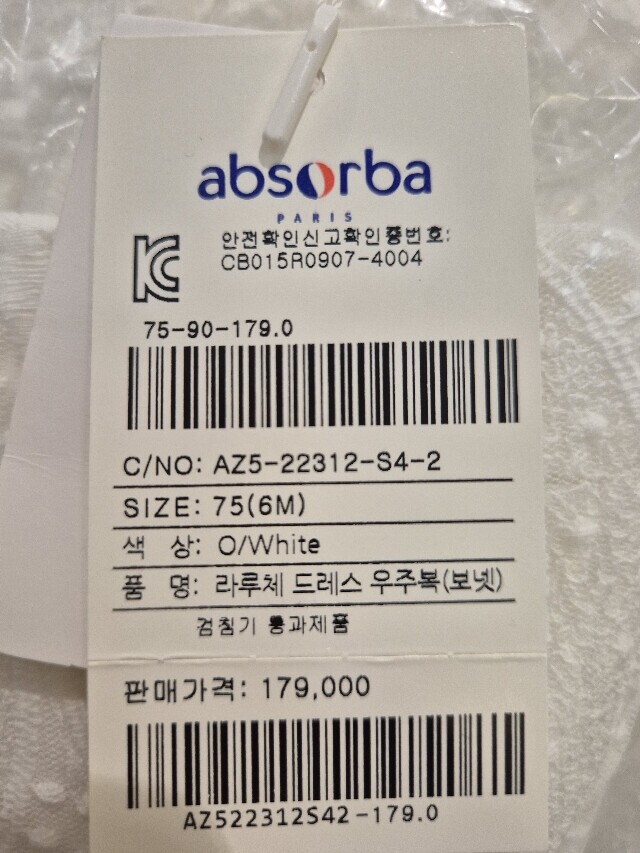 absorba
PARIS
안전확인신고확인증번호:
CB015R0907-4004
75-90-179.0
C/NO: AZ5-22312-S4-2
SIZE: 75(6M)
색 상: O/White
품 명: 라루체 드레스 우주복(보넷)
검침기 통과제품
판매가격: 179,000
AZ522312S42-179.0